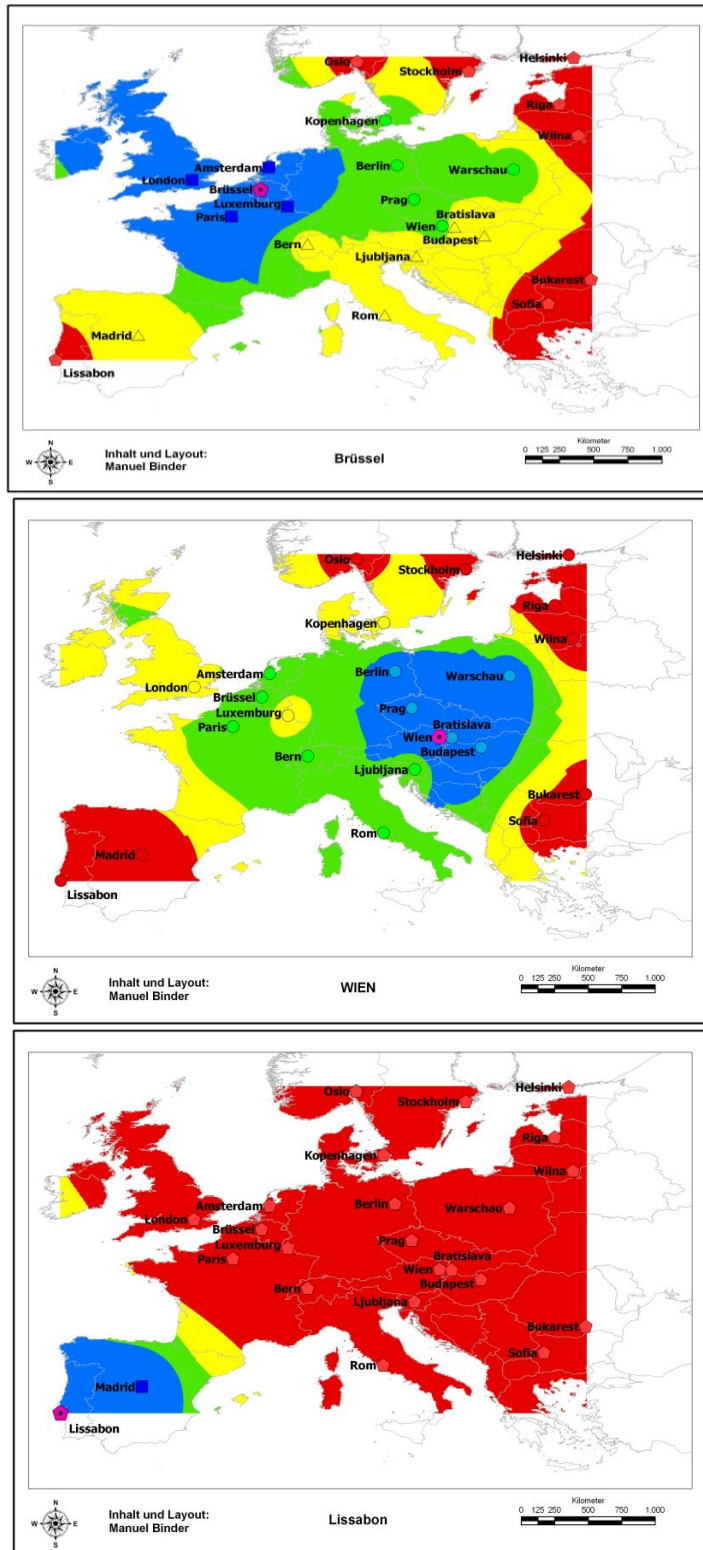 Oslo
Helsinki
Stockholm
Riga
Kopenhagen
Wilna
Amsterdam
Berlin
Warschau
London
Brüssel
Luxemburg
Prag
Paris
Bratislava
Wien
Budapest
Bern
Ljubljana
Bukarest
Sofia
Rom
Madrid
Lissabon
N
W E
S
Inhalt und Layout:
Manuel Binder
Brüssel
Kilometer
0 125 250 500 750 1.000
Oslo
Helsinki
Stockholm
Riga
Kopenhagen
Wilna
Amsterdam
Berlin
Warschau
London
Brüssel
Luxemburg
Prag
Paris
Bratislava
Wien
Budapest
Bern
Ljubljana
Bukarest
Sofia
Rom
Madrid
Lissabon
N
W E
S
Inhalt und Layout:
Manuel Binder
WIEN
Kilometer
0 125 250 500 750 1.000
Oslo
Helsinki
Stockholm
Riga
Kopenhagen
Wilna
Amsterdam
Berlin
Warschau
London
Brüssel
Luxemburg
Prag
Paris
Bratislava
Wien
Budapest
Bern
Ljubljana
Bukarest
Sofia
Rom
Madrid
Lissabon
N
W E
S
Inhalt und Layout:
Manuel Binder
Lissabon
Kilometer
0 125 250 500 750 1.000